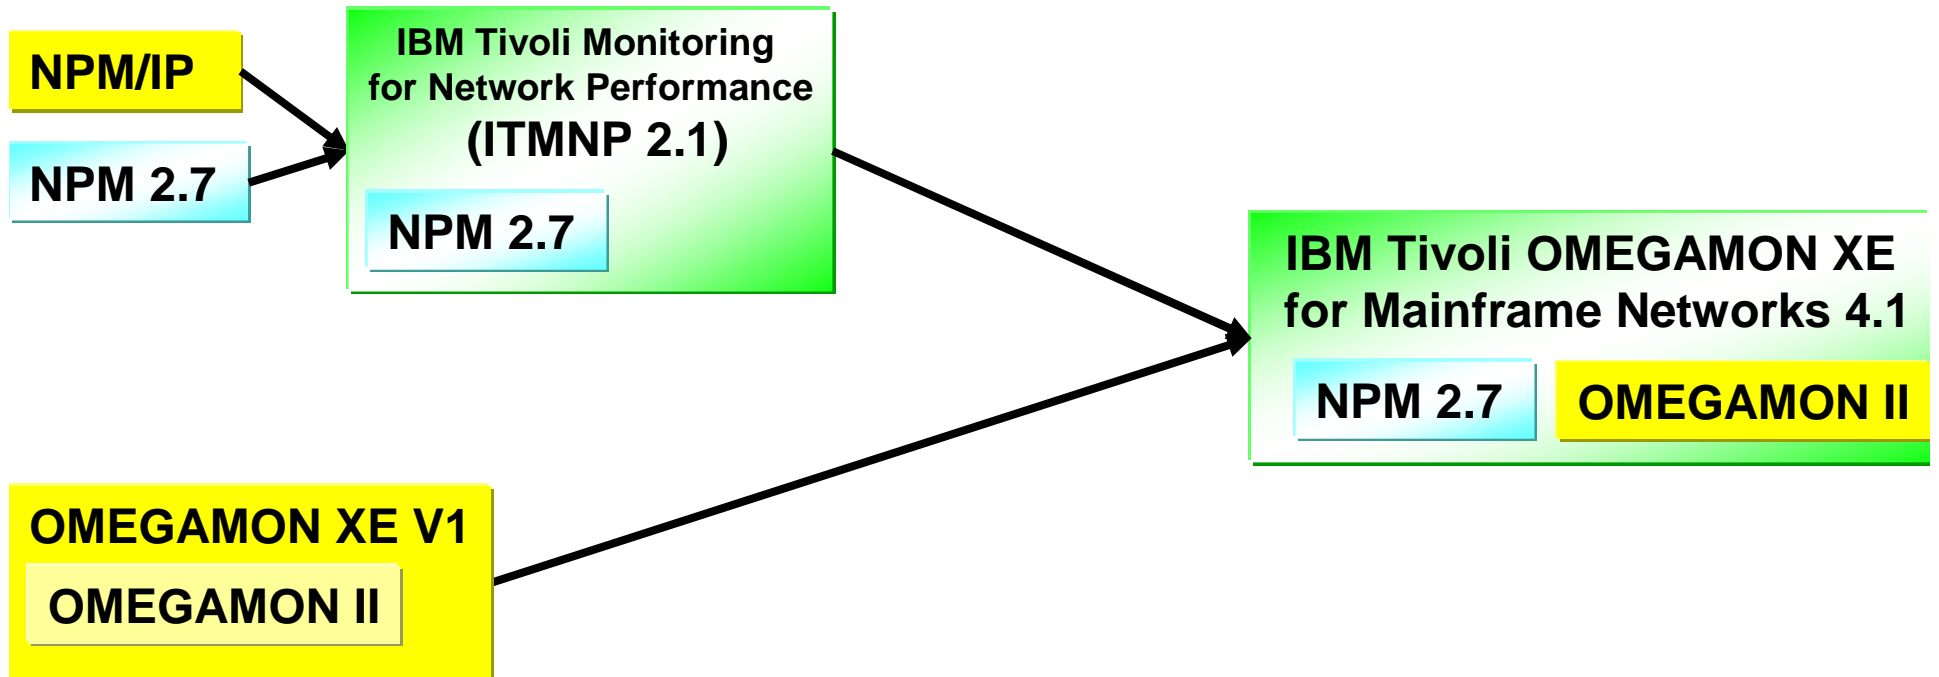 NPM/IP
NPM 2.7
IBM Tivoli Monitoring
for Network Performance
(ITMNP 2.1)
NPM 2.7
IBM Tivoli OMEGAMON XE
for Mainframe Networks 4.1
NPM 2.7
OMEGAMON II
OMEGAMON XE V1
OMEGAMON II